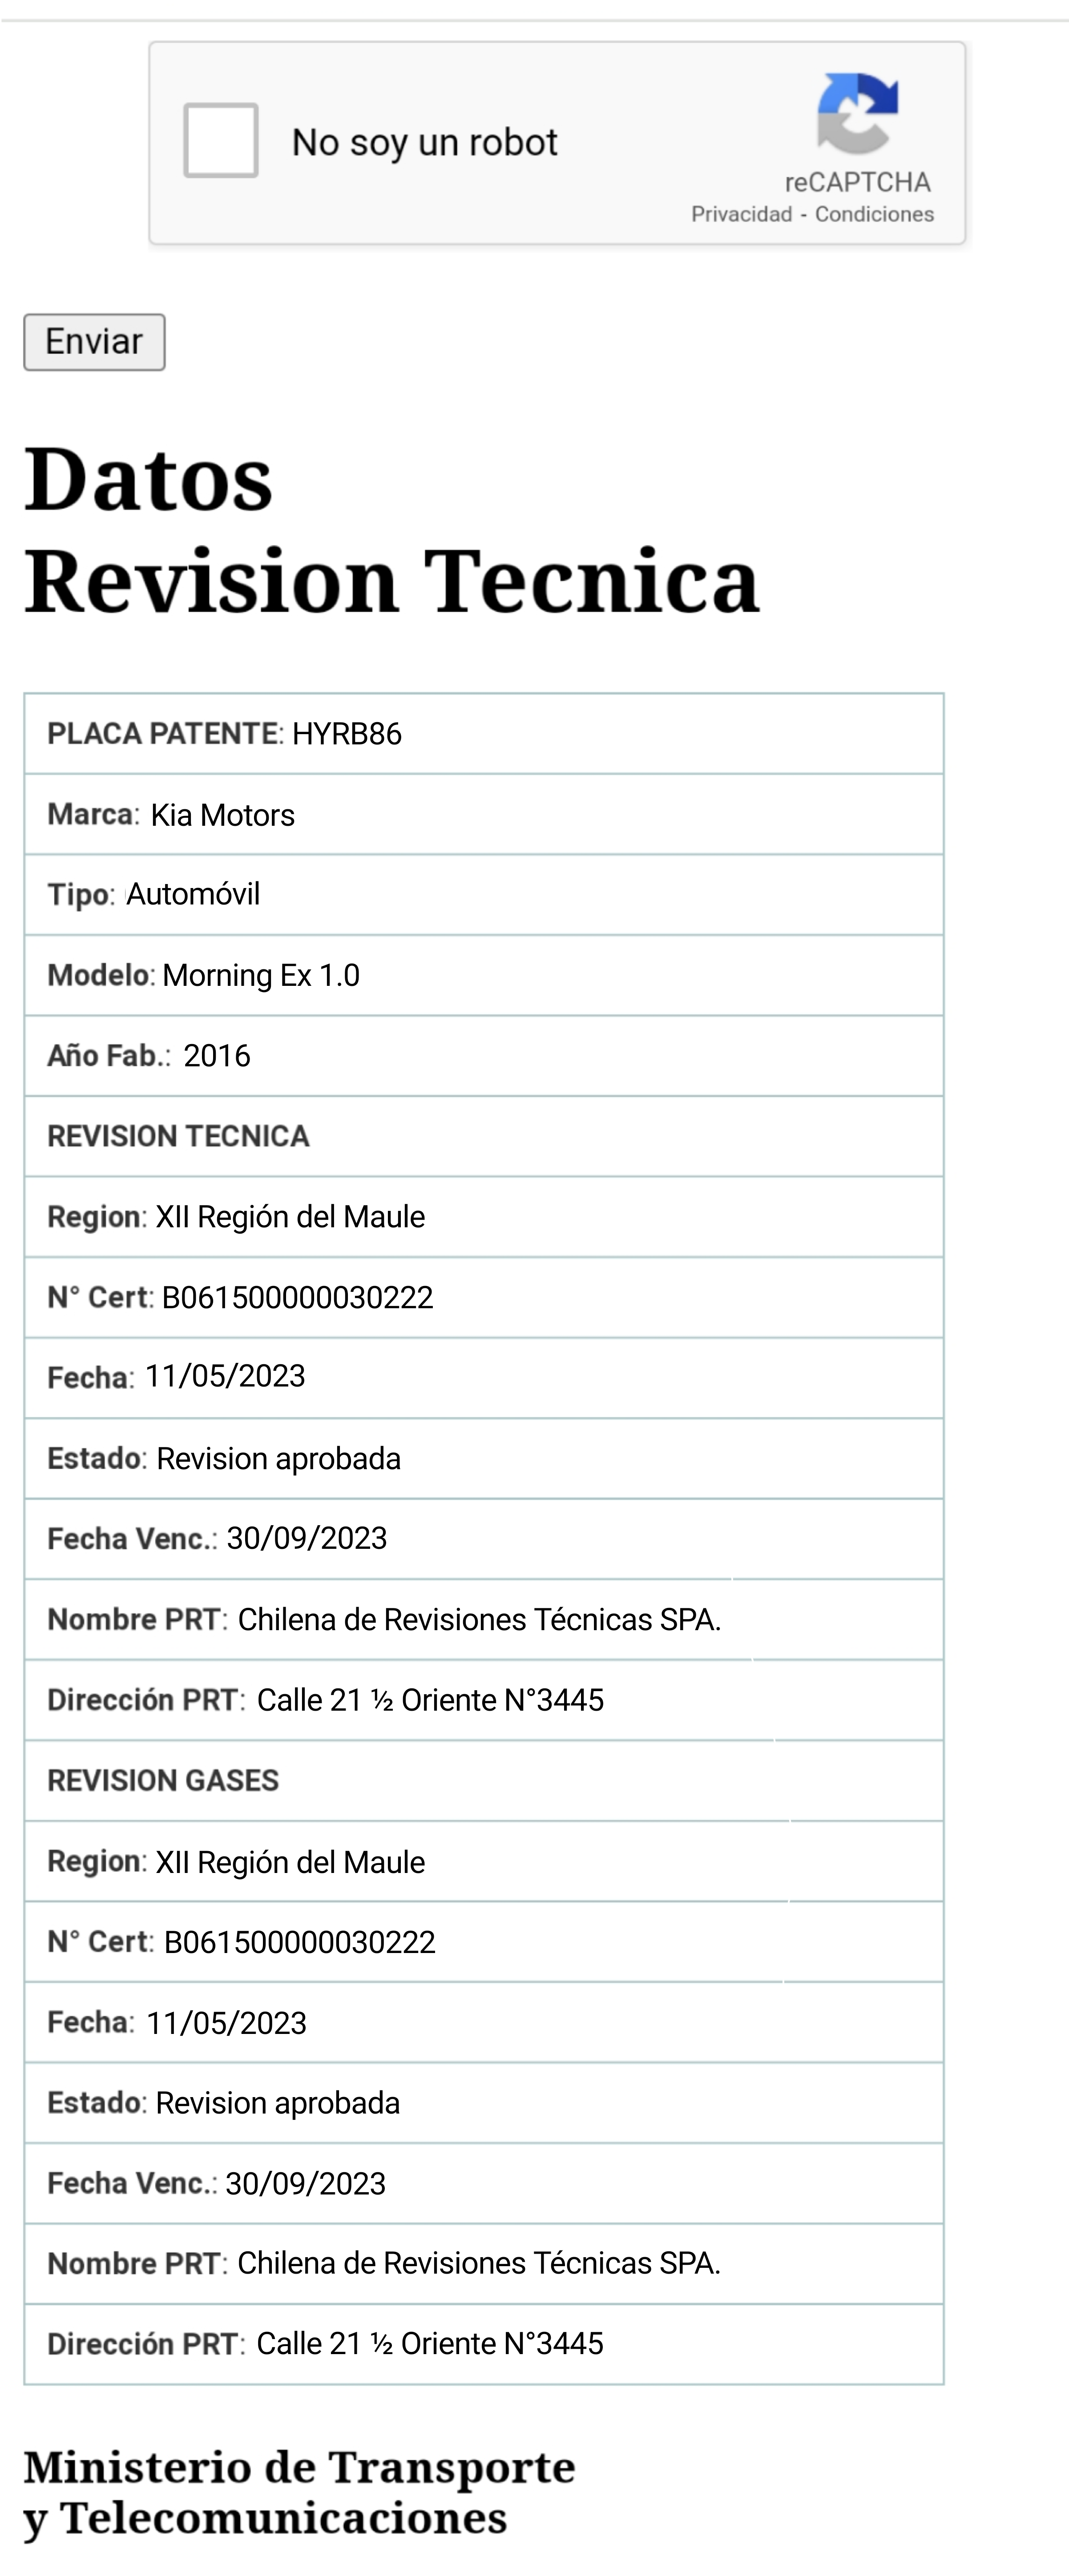 No soy un robot
reCAPTCHA
Privacidad - Condiciones
Enviar
Datos
Revision Tecnica
PLACA PATENTE: HYRB86
Marca: Kia Motors
Tipo: Automóvil
Modelo: Morning Ex 1.0
Año Fab.: 2016
REVISION TECNICA
Region: XII Región del Maule
N° Cert: B061500000030222
Fecha: 11/05/2023
Estado: Revision aprobada
Fecha Venc.: 30/09/2023
Nombre PRT: Chilena de Revisiones Técnicas SPA.
Dirección PRT: Calle 21 ½ Oriente N°3445
REVISION GASES
Region: XII Región del Maule
N° Cert: B061500000030222
Fecha: 11/05/2023
Estado: Revision aprobada
Fecha Venc.: 30/09/2023
Nombre PRT: Chilena de Revisiones Técnicas SPA.
Dirección PRT: Calle 21 ½ Oriente N°3445
Ministerio de Transporte
y Telecomunicaciones